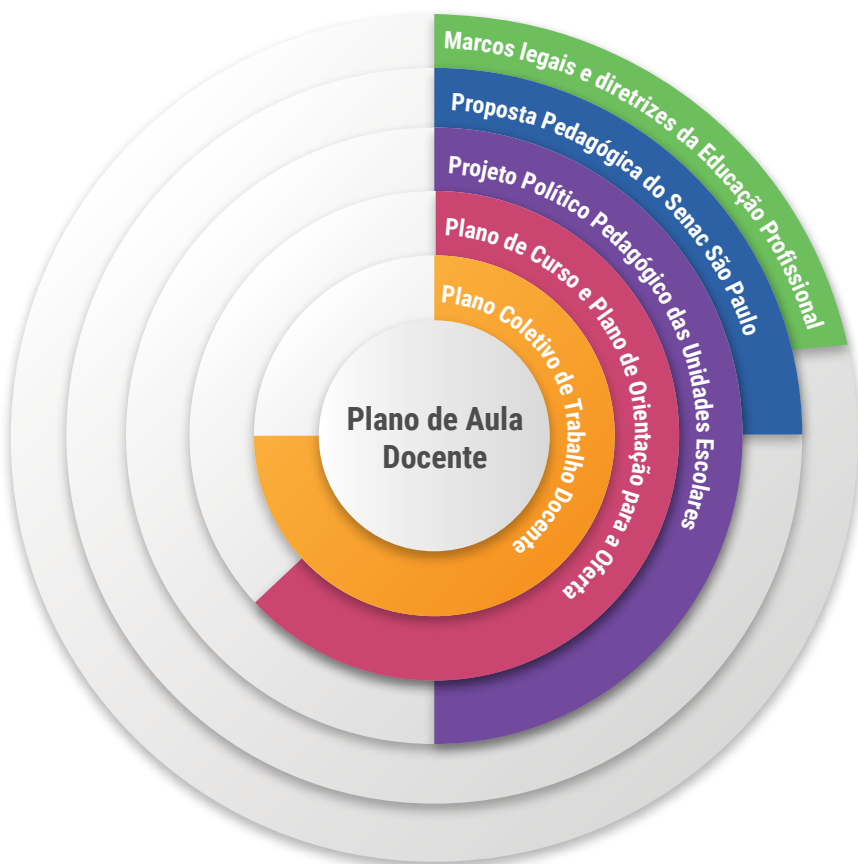 Marcos legais e diretrizes da Educação Profissional
Proposta Pedagógica do Senac São Paulo
Projeto Político Pedagógico das Unidades Escolares
Plano de Curso e Plano de Orientação para a Oferta
Plano Coletivo de Trabalho Docente
Plano de Aula
Docente